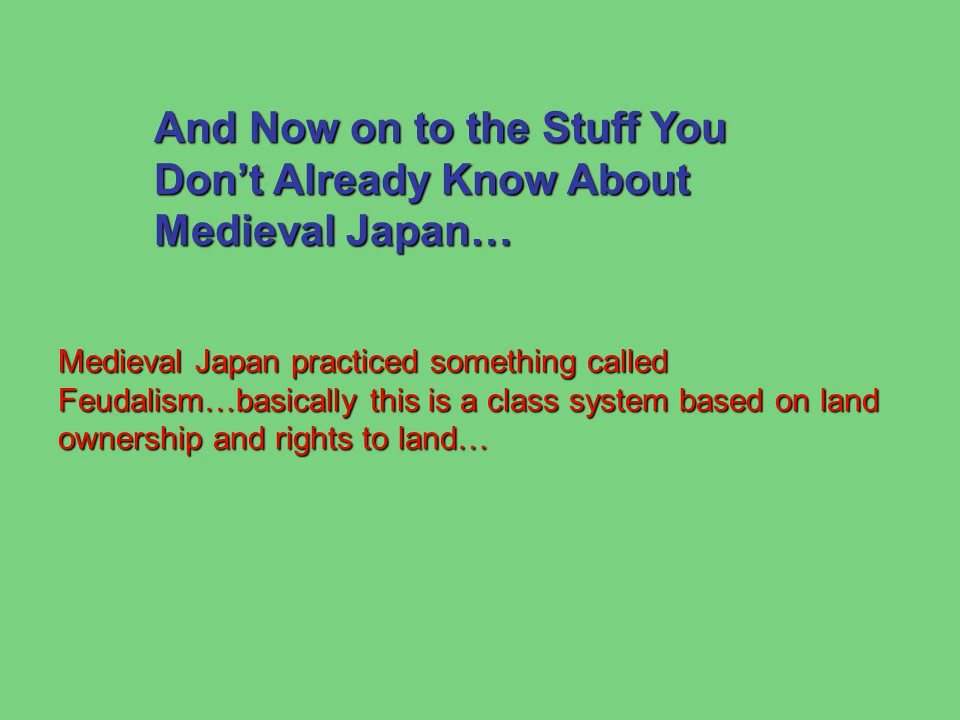 And Now on to the Stuff You
Don’t Already Know About
Medieval Japan…
Medieval Japan practiced something called
Feudalism…basically this is a class system based on land
ownership and rights to land…